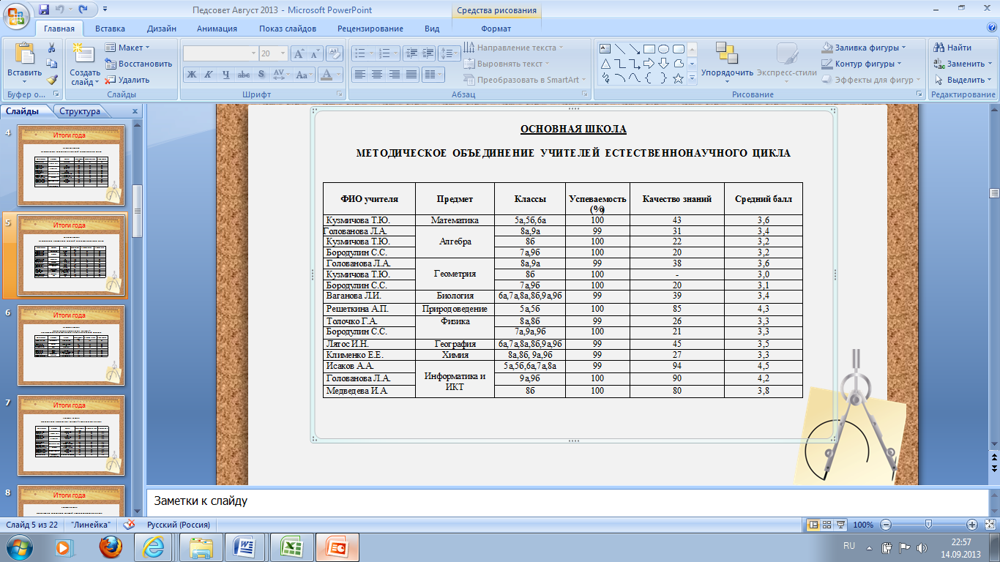 Педсовет Август 2013 - Microsoft PowerPoint
Средства рисования
Главная Вставка Дизайн Анимация Показ слайдов Рецензирование Вид Формат
Вставить
Буфер о...
Создать слайд
Макет
Восстановить
Удалить
Слайды
20
Ж К Ч abc S AV Aa A
Шрифт
Направление текста
Выровнять текст
Преобразовать в SmartArt
Абзац
Упорядочить
Экспресс-стили
Заливка фигуры
Контур фигуры
Эффекты для фигур
Рисование
Найти
Заменить
Выделить
Редактирование
Слайды Структура
4
Итоги года
5
Итоги года
6
Итоги года
7
Итоги года
8
Итоги года
ОСНОВНАЯ ШКОЛА
МЕТОДИЧЕСКОЕ ОБЪЕДИНЕНИЕ УЧИТЕЛЕЙ ЕСТЕСТВЕННОНАУЧНОГО ЦИКЛА
ФИО учителя Предмет Классы Успеваемость (%) Качество знаний Средний балл
Кузмичова Т.Ю. Математика 5а,5б,6а 100 43 3,6
Голованова Л.А. Алгебра 8а,9а 99 31 3,4
Кузмичова Т.Ю. 8б 100 22 3,2
Бородулин С.С. 7а,9б 100 20 3,2
Голованова Л.А. Геометрия 8а,9а 99 38 3,6
Кузмичова Т.Ю. 8б 100 - 3,0
Бородулин С.С. 7а,9б 100 20 3,1
Ваганова Л.И. Биология 6а,7а,8а,8б,9а,9б 99 39 3,4
Решеткина А.П. Природоведение 5а,5б 100 85 4,3
Толочко Г.А. Физика 8а,8б 99 26 3,3
Бородулин С.С. 7а,9а,9б 100 21 3,3
Лягос И.Н. География 6а,7а,8а,8б,9а,9б 99 45 3,5
Клименко Е.Е. Химия 8а,8б, 9а,9б 99 27 3,3
Исаков А.А. Информатика и ИКТ 5а,5б,6а,7а,8а 99 94 4,5
Голованова Л.А. 9а,9б 100 90 4,2
Медведева И.А. 8б 100 80 3,8
Заметки к слайду
Слайд 5 из 22 "Линейка" Русский (Россия) 100%
RU 22:57
14.09.2013